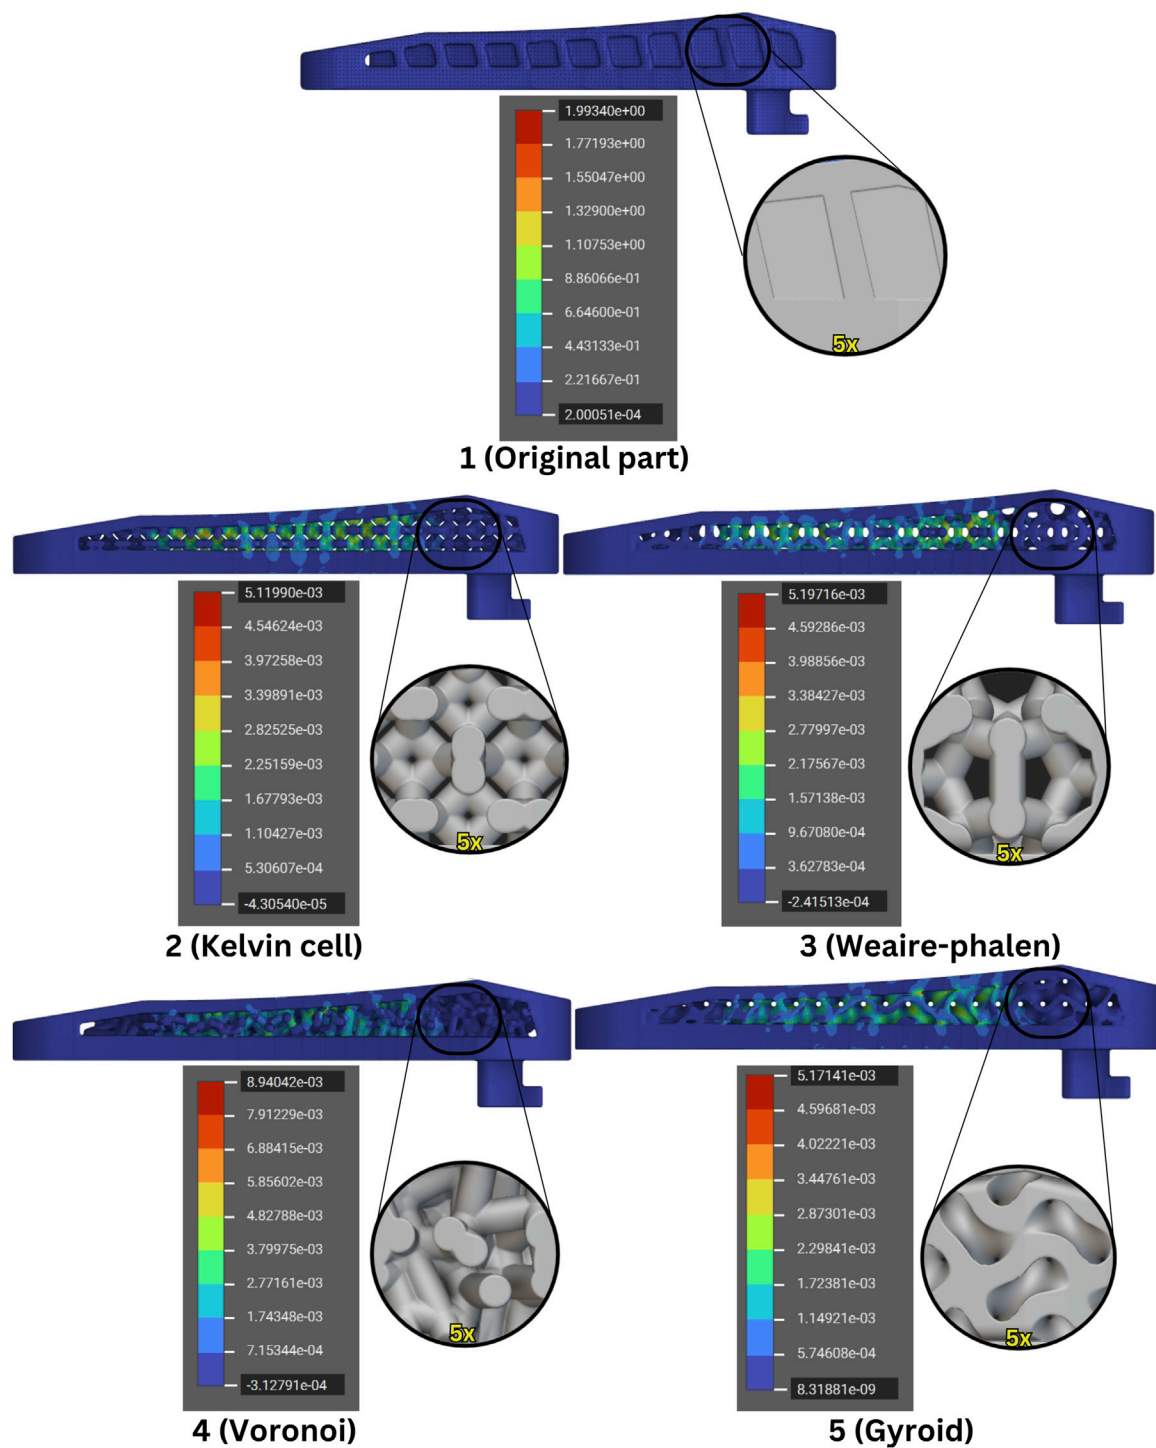 1.99340e+00
1.77193e+00
1.55047e+00
1.32900e+00
1.10753e+00
8.86066e-01
6.64600e-01
4.43133e-01
2.21667e-01
2.00051e-04
5x
1 (Original part)
5.11990e-03
4.54624e-03
3.97258e-03
3.39891e-03
2.82525e-03
2.25159e-03
1.67793e-03
1.10427e-03
5.30607e-04
-4.30540e-05
5x
2 (Kelvin cell)
5.19716e-03
4.59286e-03
3.98856e-03
3.38427e-03
2.77997e-03
2.17567e-03
1.57138e-03
9.67080e-04
3.62783e-04
-2.41513e-04
5x
3 (Weaire-phalen)
8.94042e-03
7.91229e-03
6.88415e-03
5.85602e-03
4.82788e-03
3.79975e-03
2.77161e-03
1.74348e-03
7.15344e-04
-3.12791e-04
5x
4 (Voronoi)
5.17141e-03
4.59681e-03
4.02221e-03
3.44761e-03
2.87301e-03
2.29841e-03
1.72381e-03
1.14921e-03
5.74608e-04
8.31881e-09
5x
5 (Gyroid)